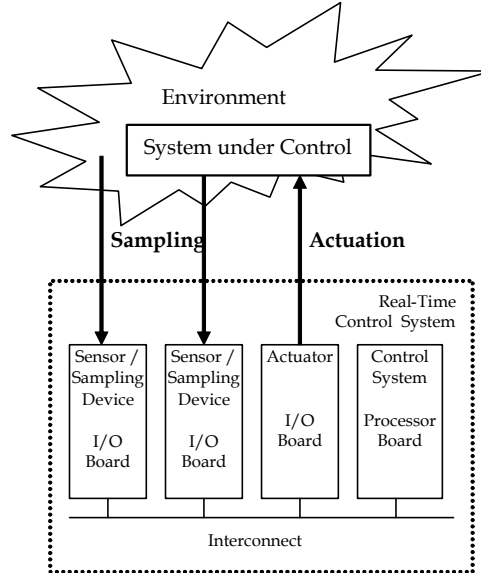 Environment
System under Control
Sampling
Actuation
Real-Time
Control System
Sensor /
Sampling
Device
I/O
Board
Sensor /
Sampling
Device
I/O
Board
Actuator
I/O
Board
Control
System
Processor
Board
Interconnect